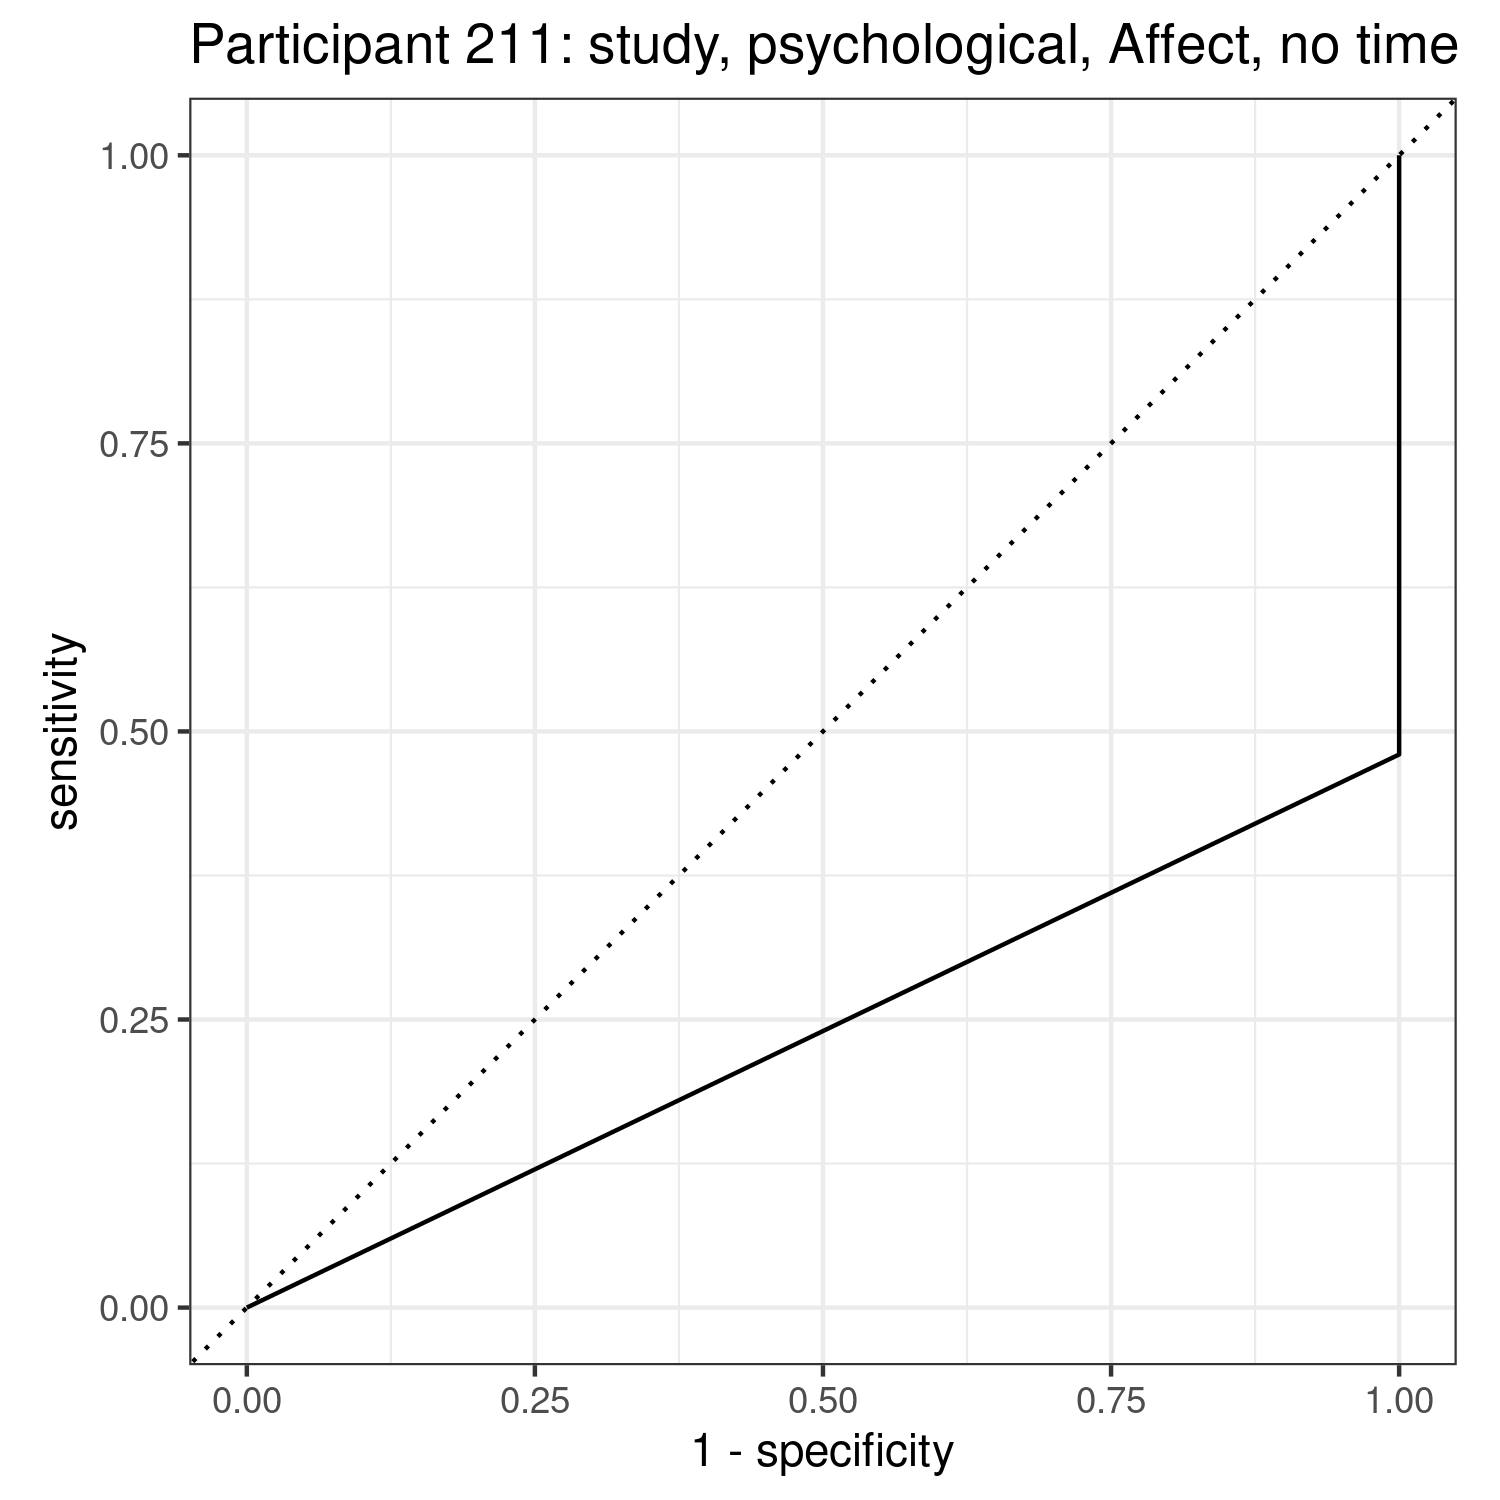 Participant 211: study, psychological, Affect, no time
sensitivity
1.00
0.75
0.50
0.25
0.00
0.00 0.25 0.50 0.75 1.00
1 - specificity